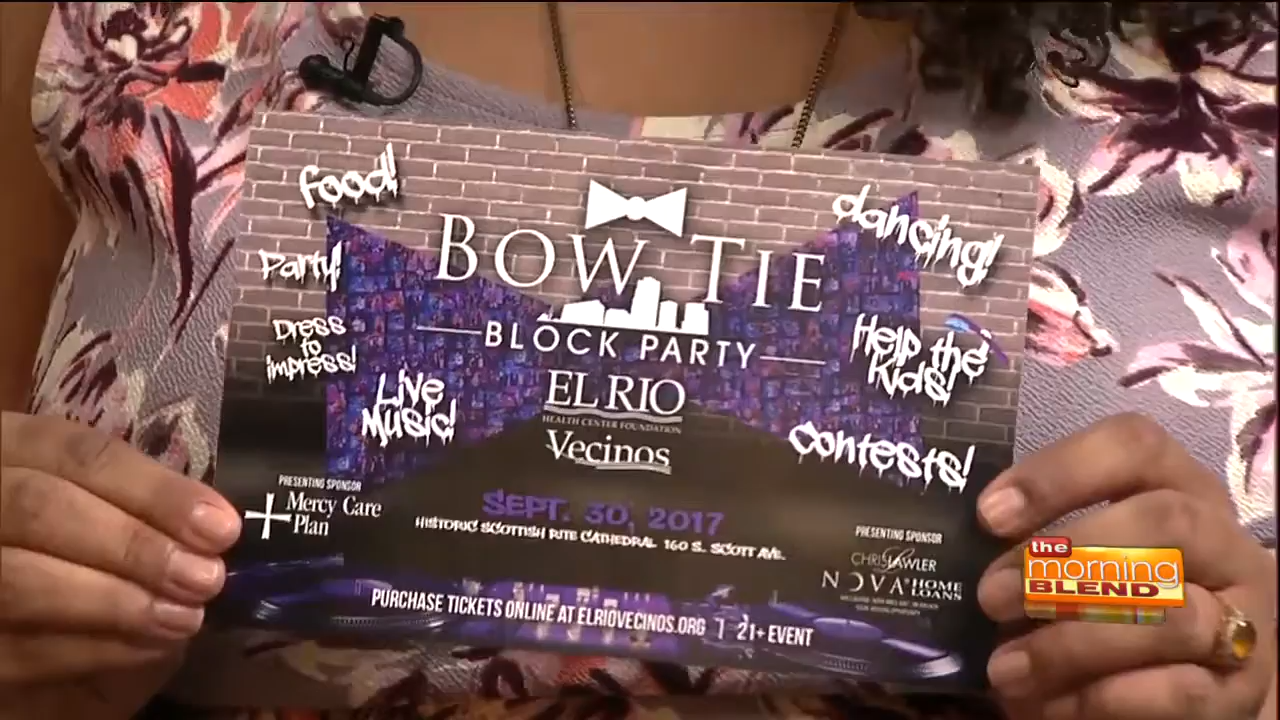 food!
Party!
Dress
to
impress!
Live
Music!
BOW TIE
BLOCK PARTY
EL RIO
HEALTH CENTER FOUNDATION
Vecinos
dancing!
Help the
Kids!
Contests!
SEPT. 30, 2017
HISTORIC SCOTTISH RITE CATHEDRAL 160 S. SCOTT AVE.
PRESENTING SPONSOR
Mercy Care
Plan
PRESENTING SPONSOR
CHRIS LAWLER
NOVA HOME
LOANS
PURCHASE TICKETS ONLINE AT ELRIOVECINOS.ORG | 21+ EVENT
the
morning
BLEND